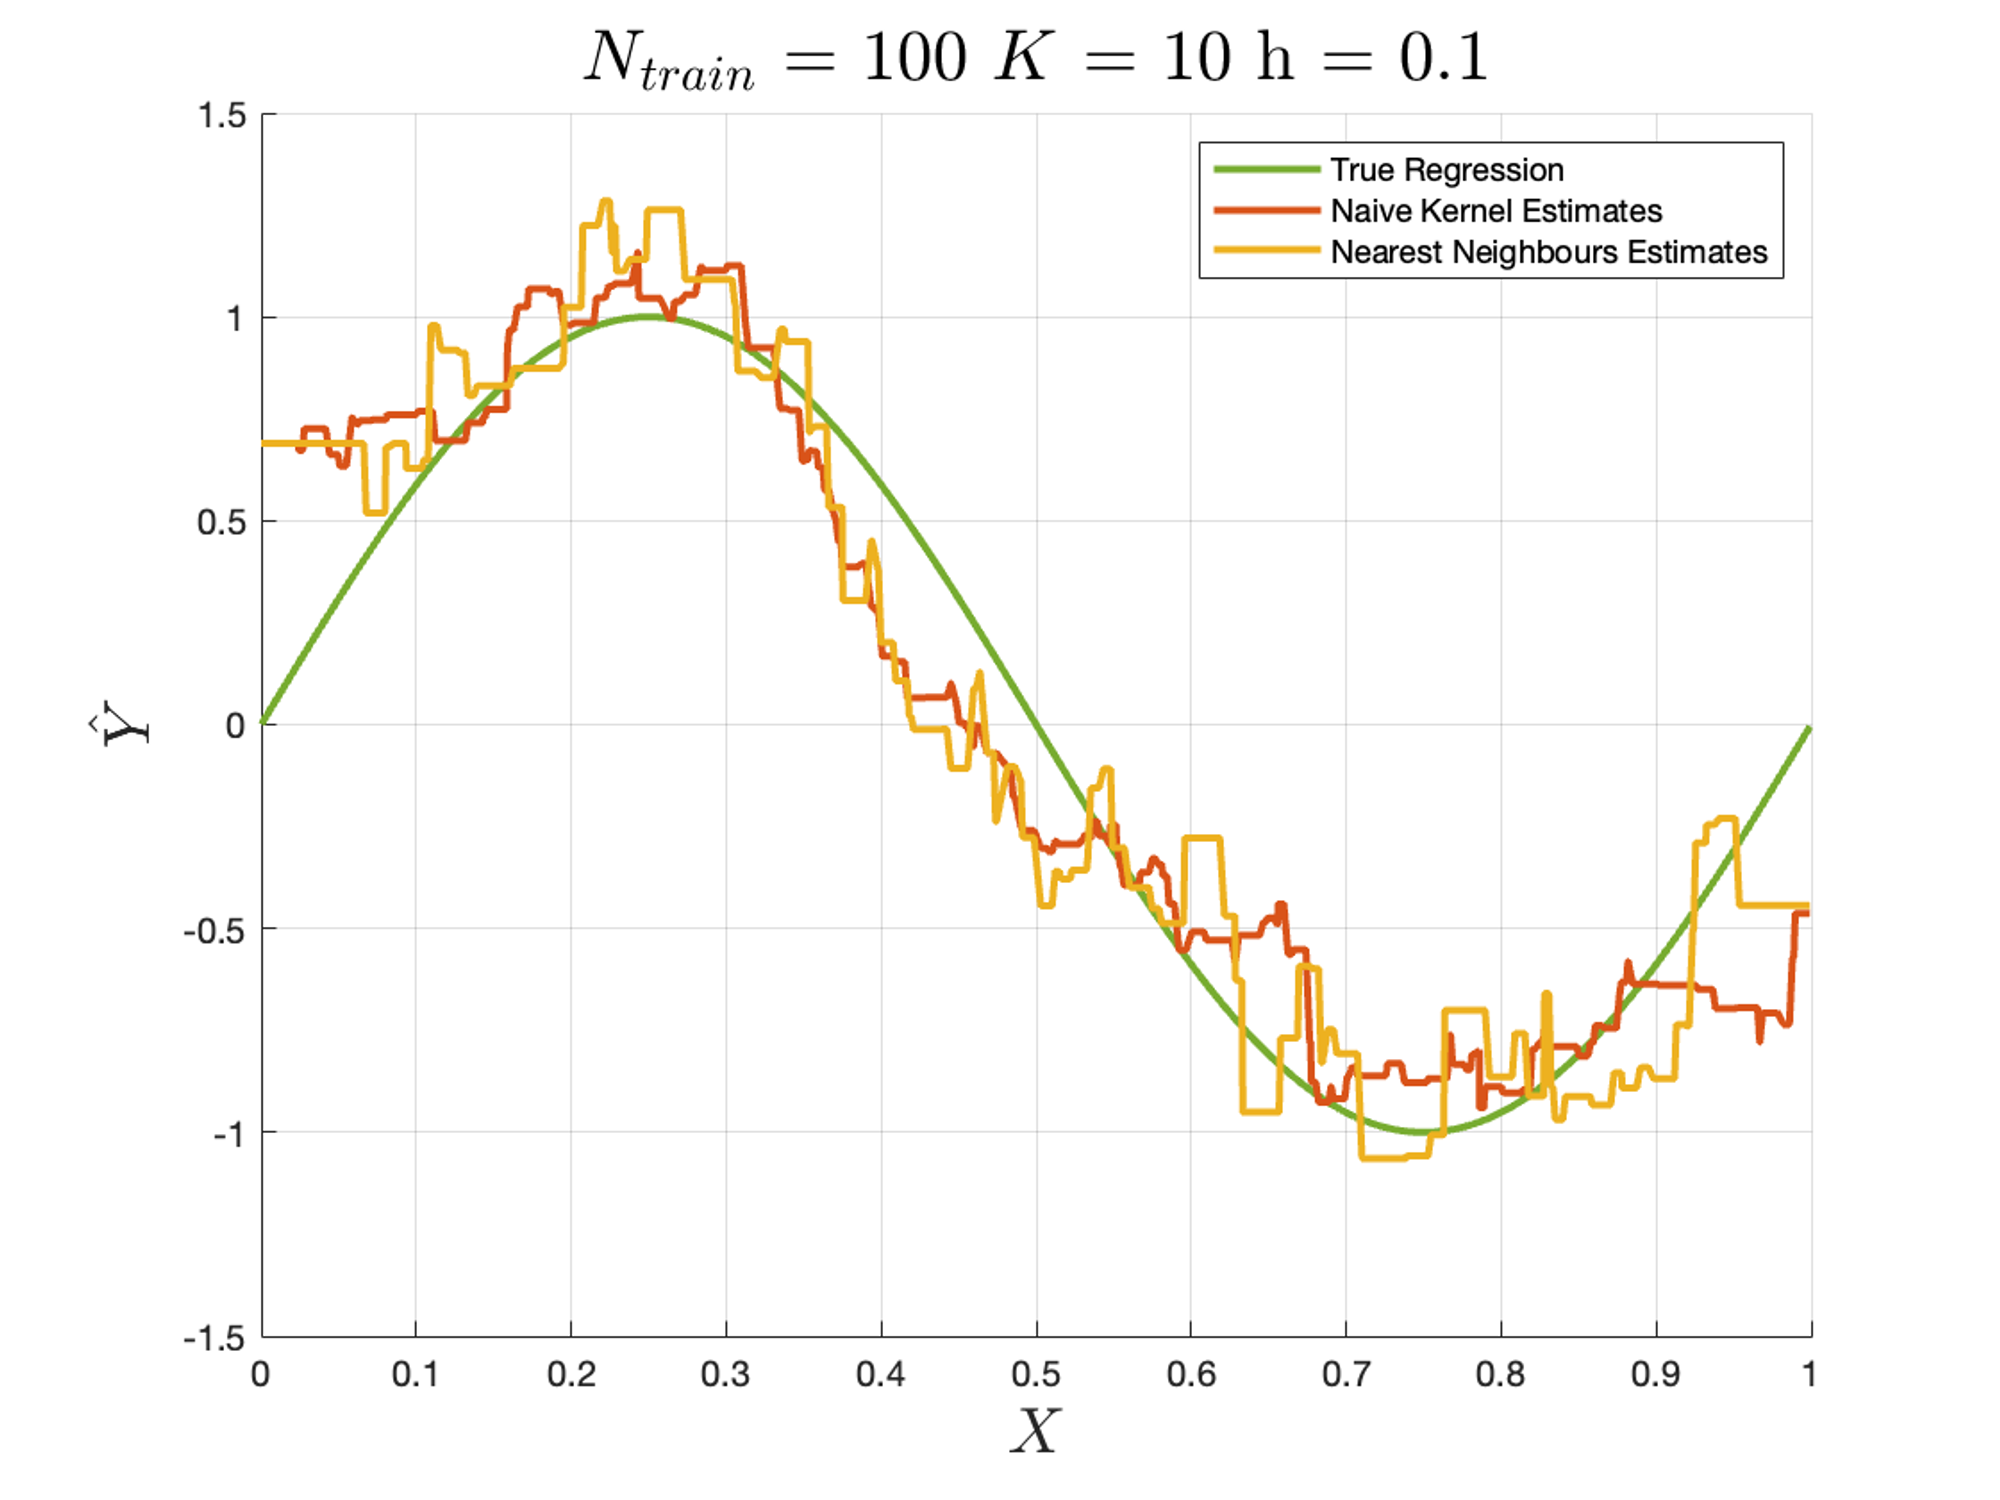 N_train = 100 K = 10 h = 0.1
1.5
1
0.5
0
-0.5
-1
-1.5
Ŷ
True Regression
Naive Kernel Estimates
Nearest Neighbours Estimates
0 0.1 0.2 0.3 0.4 0.5 0.6 0.7 0.8 0.9 1
X